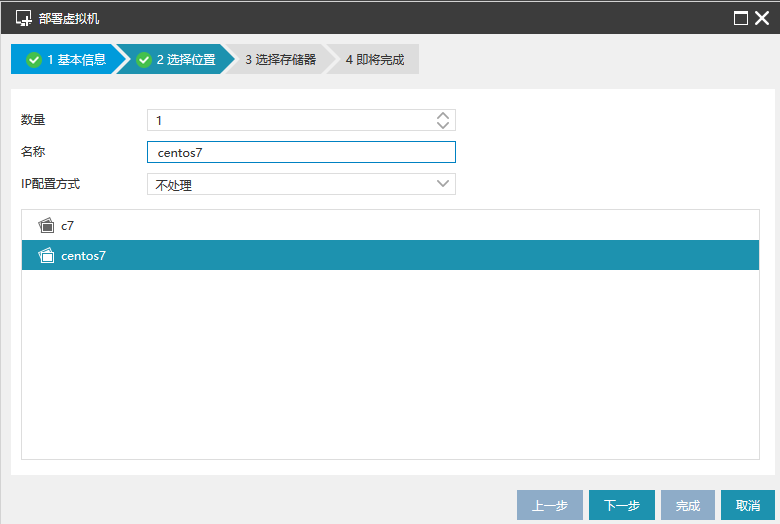 部署虚拟机
1 基本信息 2 选择位置 3 选择存储器 4 即将完成
数量 1
名称 centos7
IP配置方式 不处理
c7
centos7
上一步 下一步 完成 取消